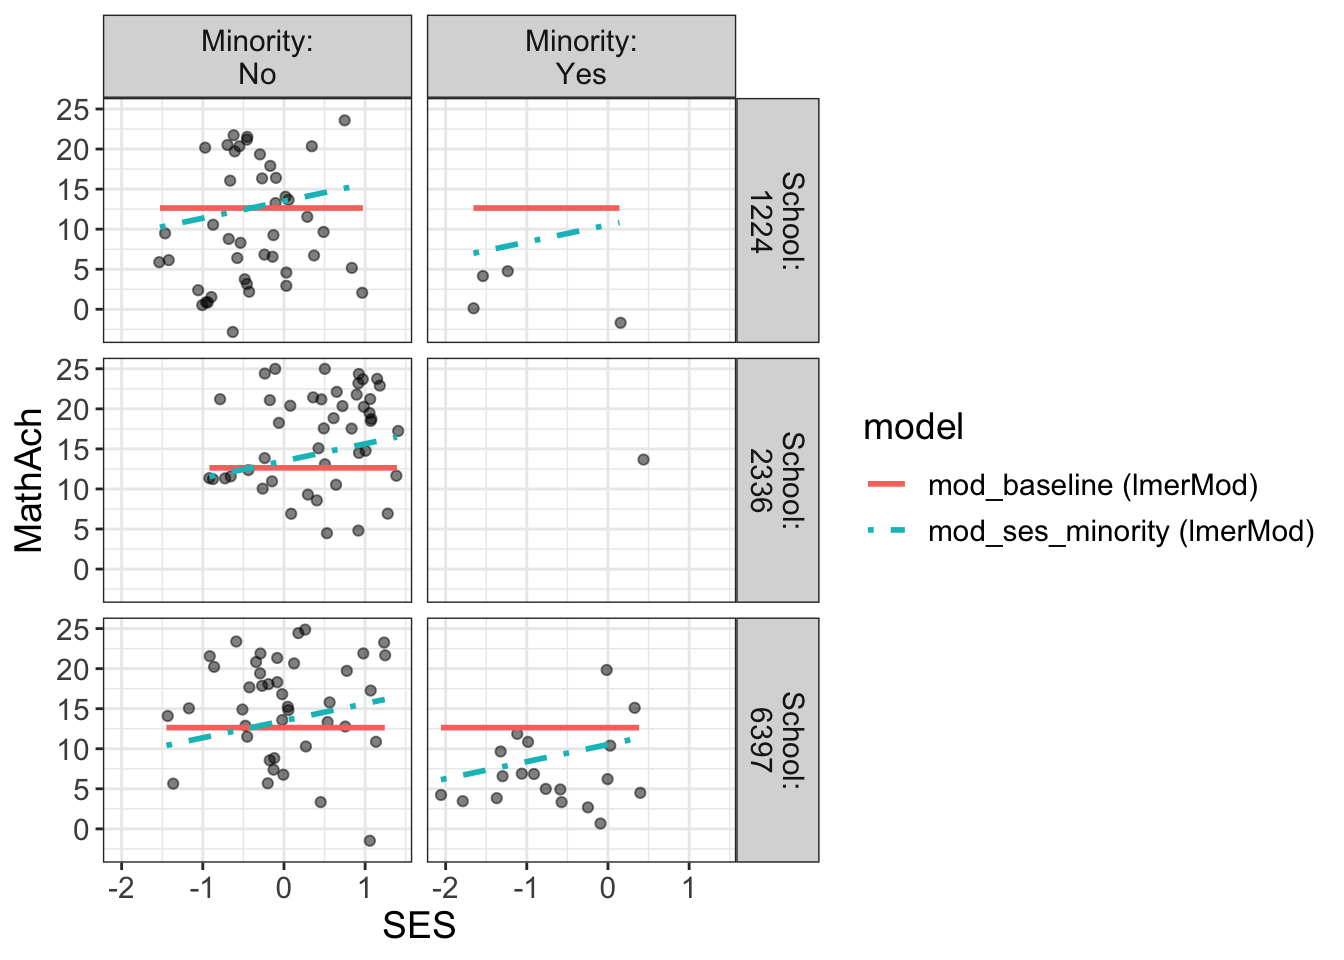 Minority:
No
Minority:
Yes
25
20
15
10
5
0
School:
1224
25
20
15
10
5
0
School:
2336
25
20
15
10
5
0
School:
6397
-2
-1
0
1
-2
-1
0
1
SES
MathAch
model
mod_baseline (lmerMod)
mod_ses_minority (lmerMod)